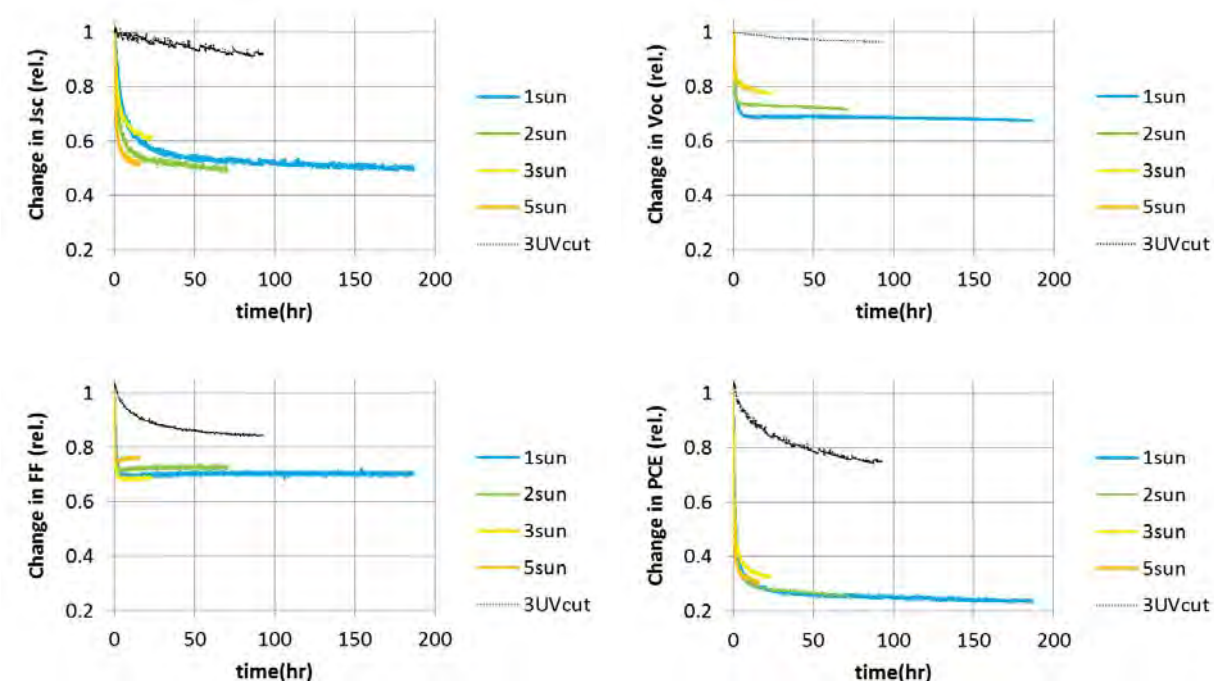 Change in Jsc (rel.)
1
0.8
0.6
0.4
0.2
0
50
100
150
200
time(hr)
1sun
2sun
3sun
5sun
3UVcut
Change in Voc (rel.)
1
0.8
0.6
0.4
0.2
0
50
100
150
200
time(hr)
1sun
2sun
3sun
5sun
3UVcut
Change in FF (rel.)
1
0.8
0.6
0.4
0.2
0
50
100
150
200
time(hr)
1sun
2sun
3sun
5sun
3UVcut
Change in PCE (rel.)
1
0.8
0.6
0.4
0.2
0
50
100
150
200
time(hr)
1sun
2sun
3sun
5sun
3UVcut